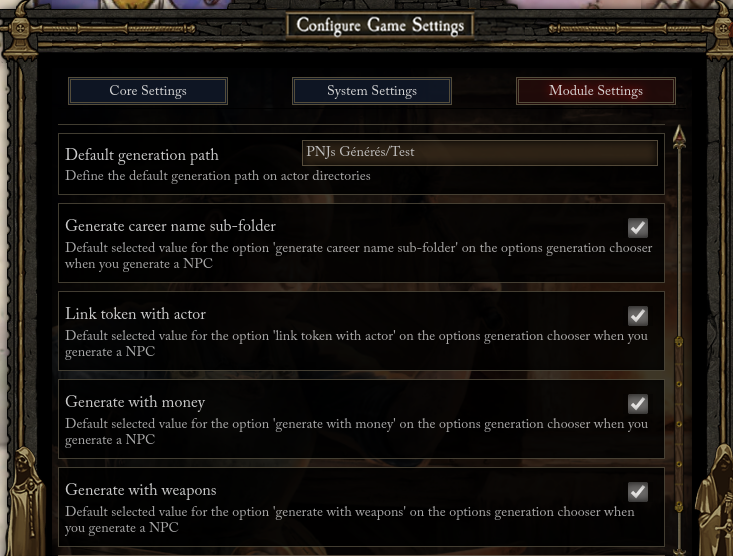 Configure Game Settings
Core Settings
System Settings
Module Settings
Default generation path
PNJs Générés/Test
Define the default generation path on actor directories
Generate career name sub-folder
Default selected value for the option 'generate career name sub-folder' on the options generation chooser
when you generate a NPC
Link token with actor
Default selected value for the option 'link token with actor' on the options generation chooser when you
generate a NPC
Generate with money
Default selected value for the option 'generate with money' on the options generation chooser when you
generate a NPC
Generate with weapons
Default selected value for the option 'generate with weapons' on the options generation chooser when
you generate a NPC